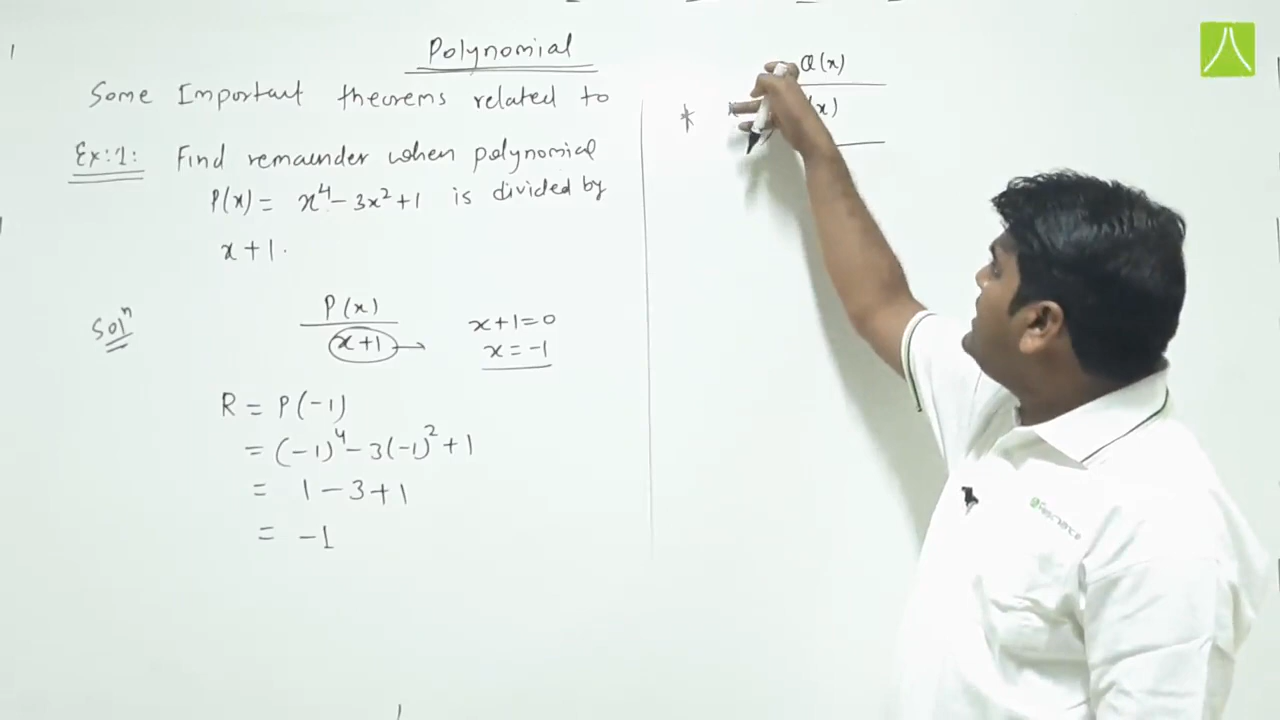 Polynomial
Some Important theorems related to
Ex:1: Find remainder when polynomial
P(x) = x⁴ - 3x² + 1 is divided by
x + 1.
Solⁿ
P(x)
x+1 →
x+1=0
x = -1
R = P(-1)
= (-1)⁴ - 3(-1)² + 1
= 1 - 3 + 1
= -1
Q(x)
*
(x)